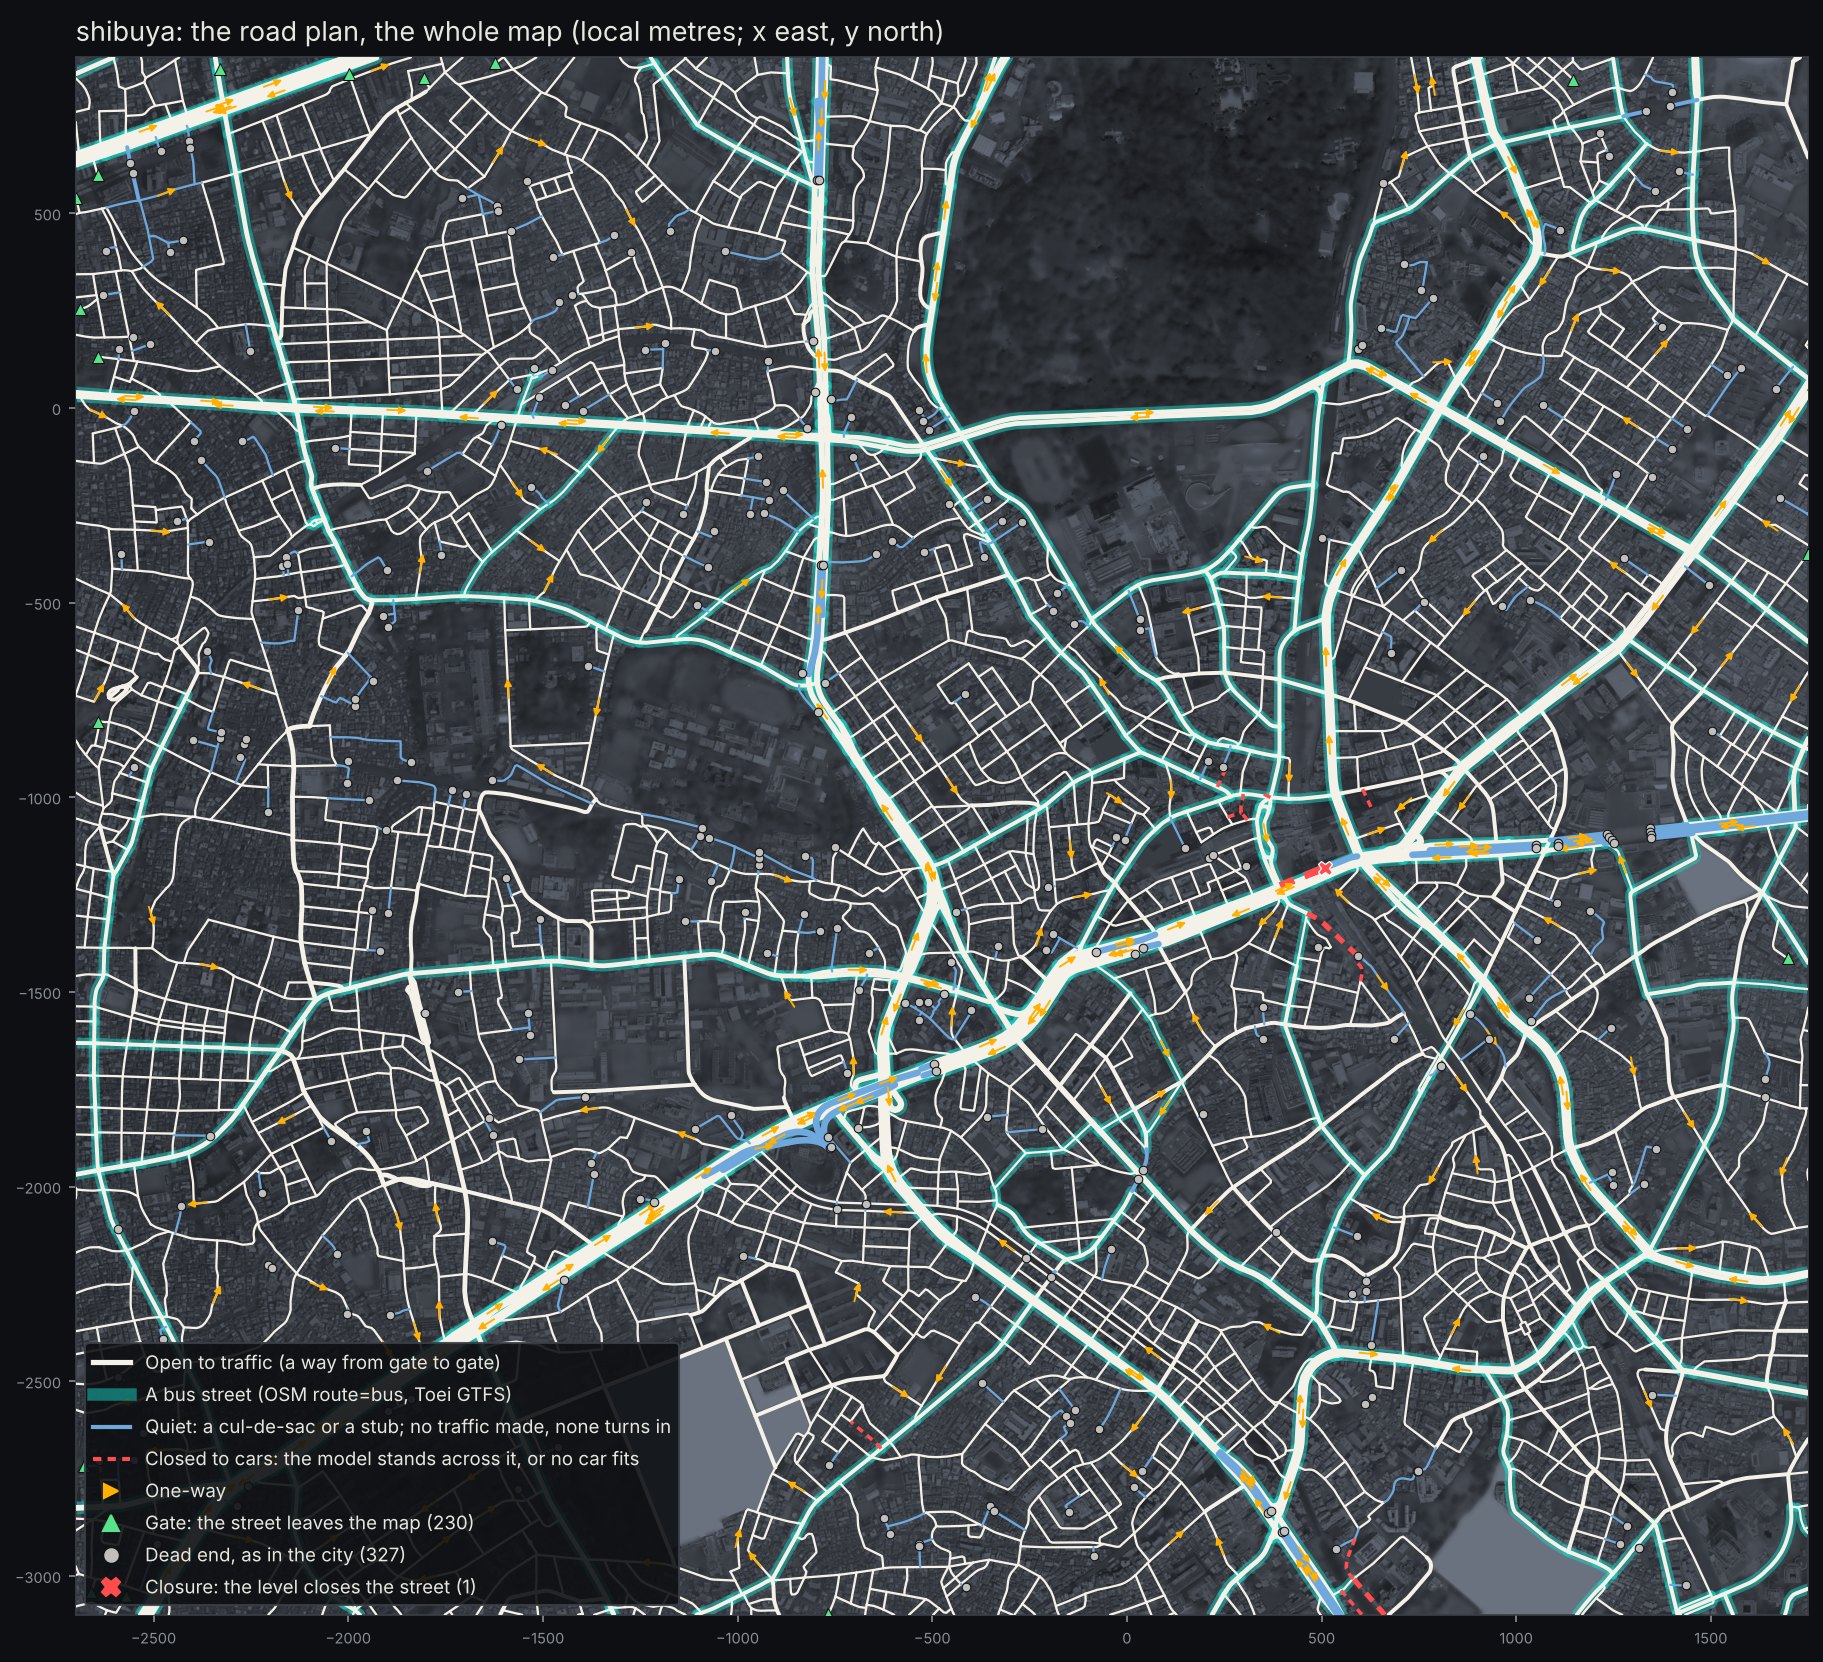 shibuya: the road plan, the whole map (local metres; x east, y north)
500
0
−500
−1000
−1500
−2000
−2500
−3000
Open to traffic (a way from gate to gate)
A bus street (OSM route=bus, Toei GTFS)
Quiet: a cul-de-sac or a stub; no traffic made, none turns in
Closed to cars: the model stands across it, or no car fits
One-way
Gate: the street leaves the map (230)
Dead end, as in the city (327)
Closure: the level closes the street (1)
−2500
−2000
−1500
−1000
−500
0
500
1000
1500